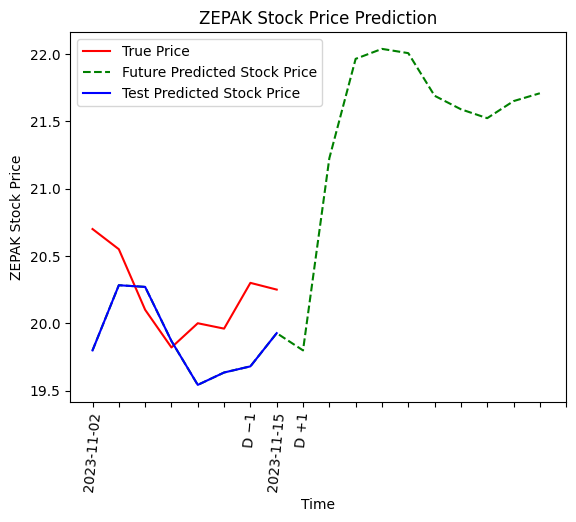 ZEPAK Stock Price Prediction
True Price
Future Predicted Stock Price
Test Predicted Stock Price
ZEPAK Stock Price
22.0
21.5
21.0
20.5
20.0
19.5
2023-11-02
D −1
2023-11-15
D +1
Time